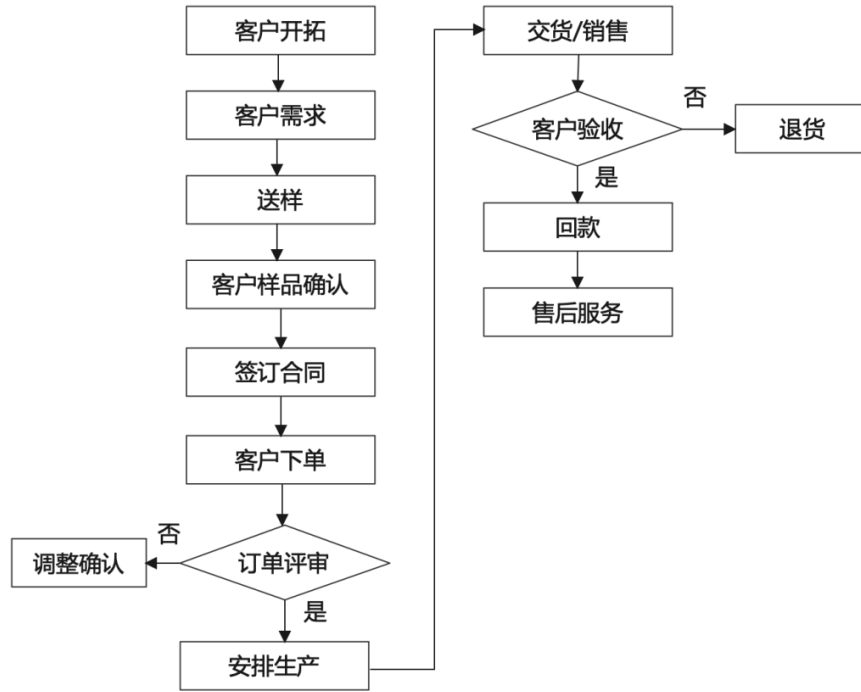 客户开拓
客户需求
送样
客户样品确认
签订合同
客户下单
订单评审
否
调整确认
是
安排生产
交货/销售
客户验收
否
退货
是
回款
售后服务